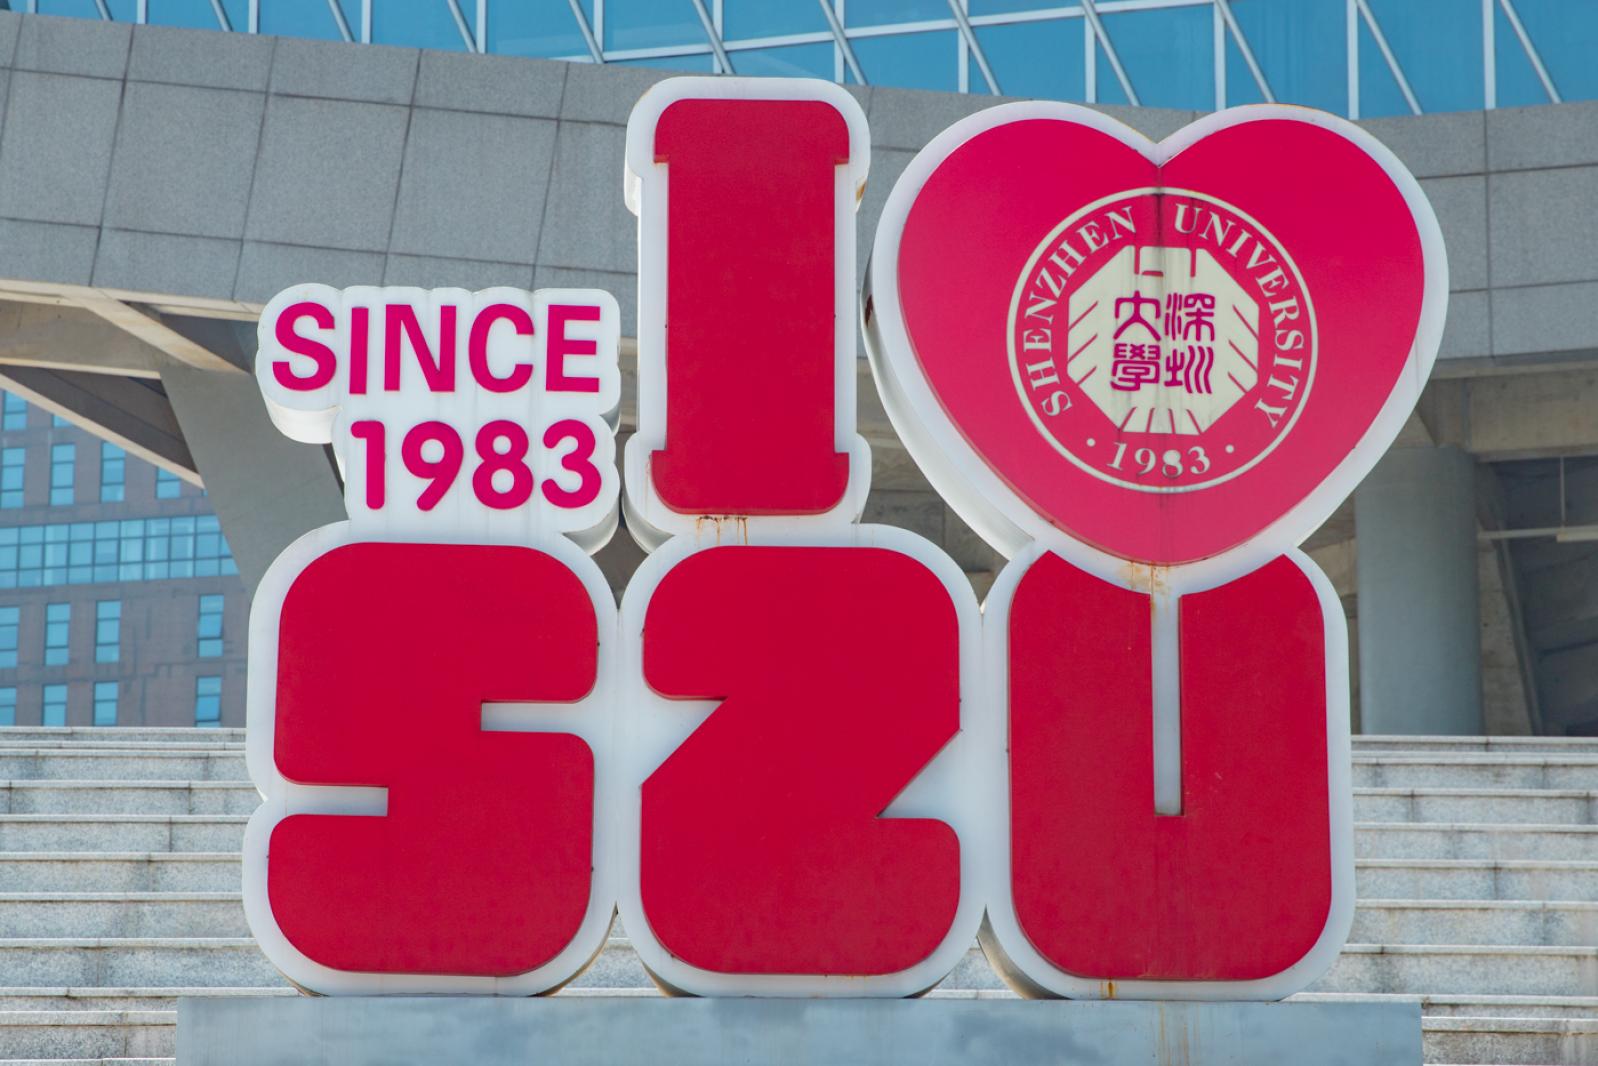 SINCE
1983
I
SHENZHEN UNIVERSITY
深圳
大學
· 1983 ·
SZU